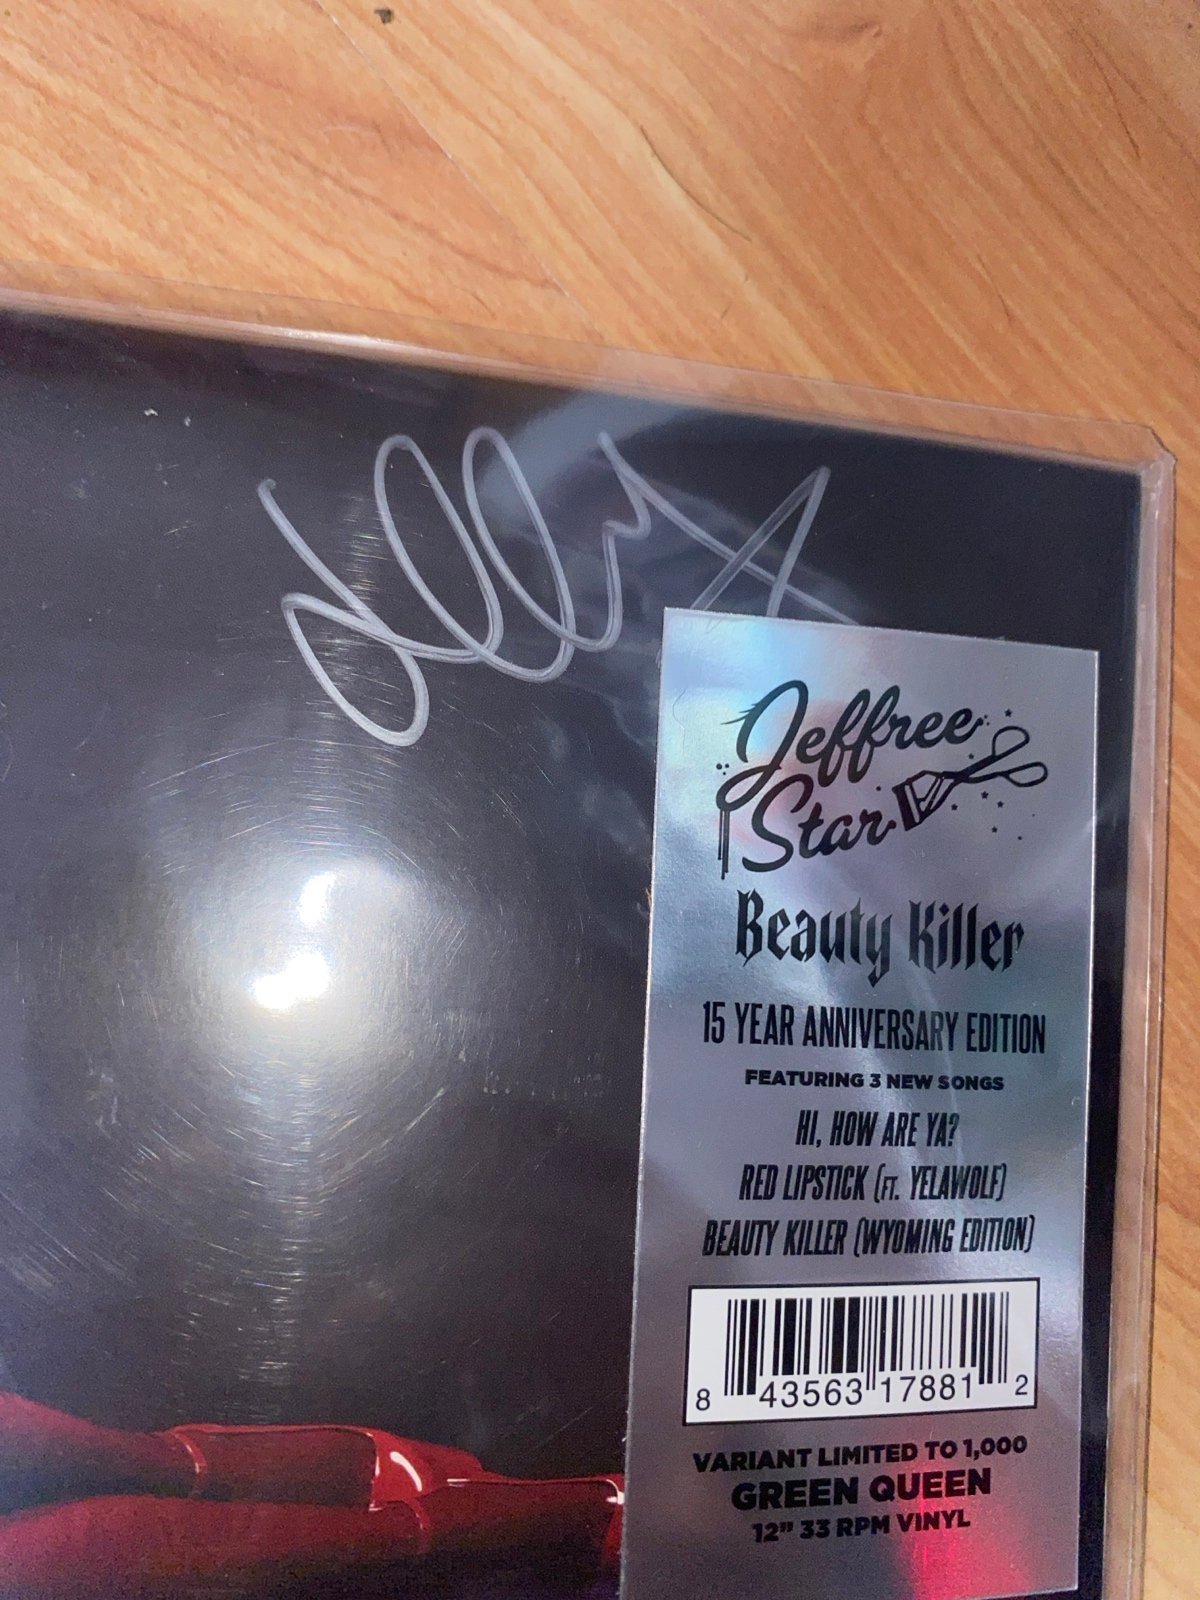 Jeffree
Star
Beauty Killer
15 YEAR ANNIVERSARY EDITION
FEATURING 3 NEW SONGS
HI, HOW ARE YA?
RED LIPSTICK (FT. YELAWOLF)
BEAUTY KILLER (WYOMING EDITION)
8 43563 17881 2
VARIANT LIMITED TO 1,000
GREEN QUEEN
12” 33 RPM VINYL